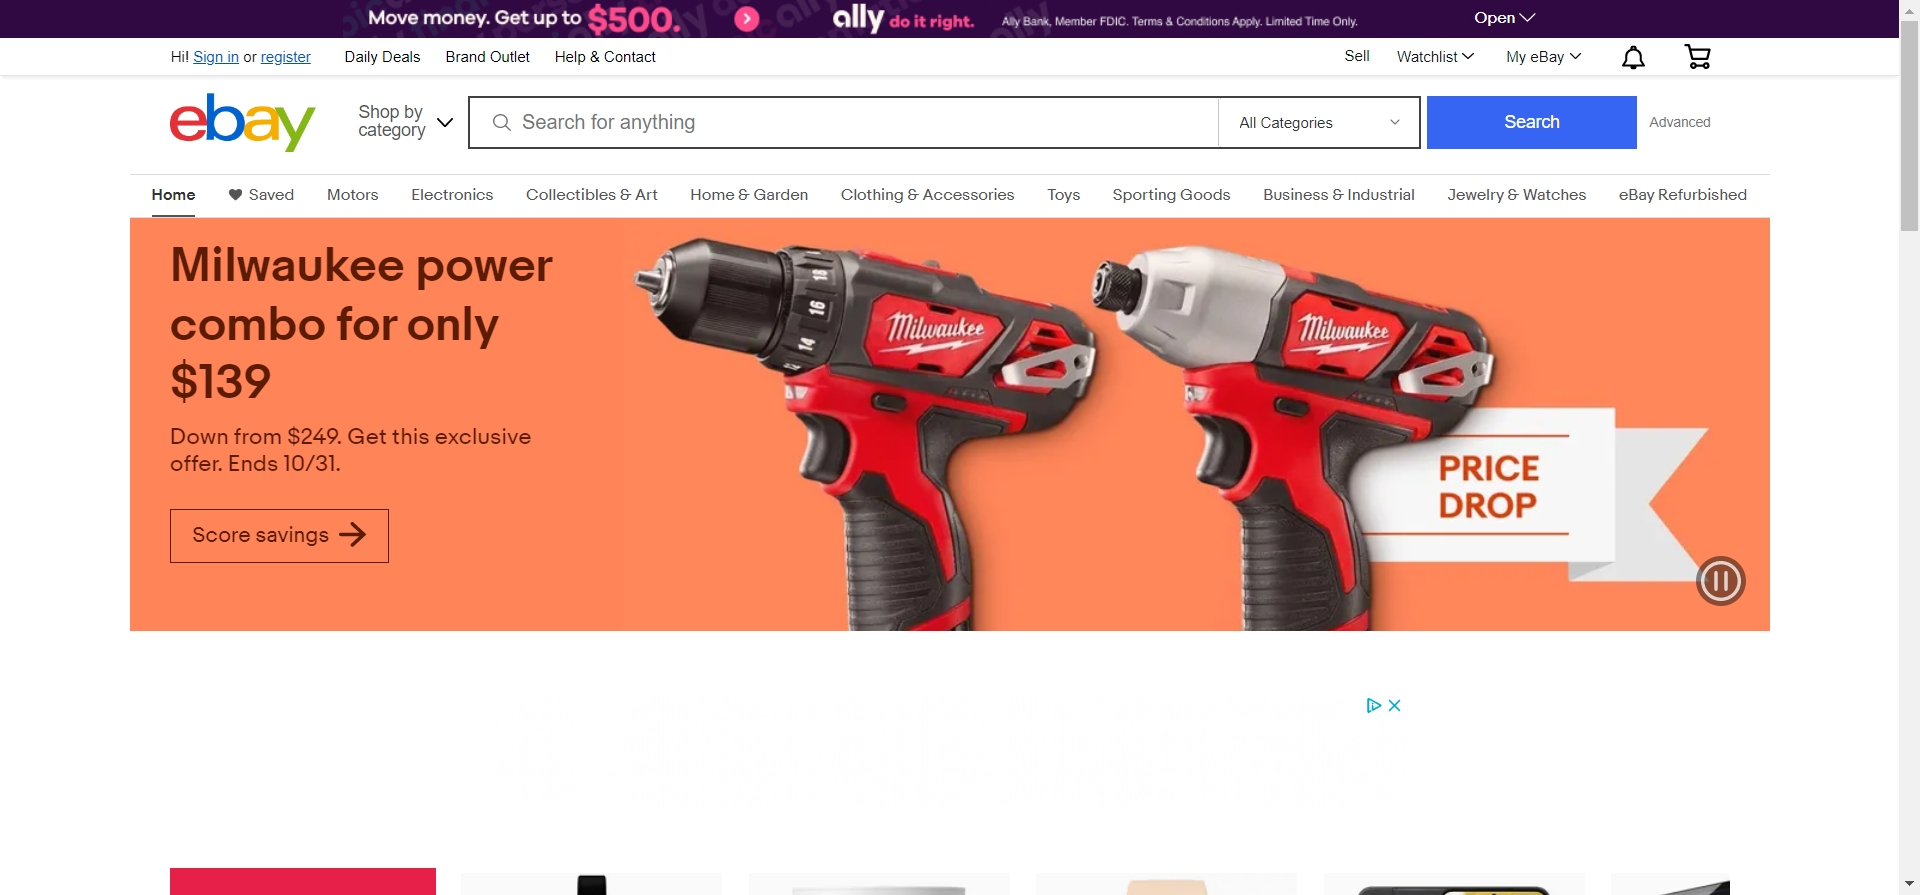 Move money. Get up to $500.
ally do it right.
Ally Bank, Member FDIC. Terms & Conditions Apply. Limited Time Only.
Open
Hi! Sign in or register
Daily Deals
Brand Outlet
Help & Contact
Sell
Watchlist
My eBay
ebay
Shop by
category
Search for anything
All Categories
Search
Advanced
Home
Saved
Motors
Electronics
Collectibles & Art
Home & Garden
Clothing & Accessories
Toys
Sporting Goods
Business & Industrial
Jewelry & Watches
eBay Refurbished
Milwaukee power
combo for only
$139
Down from $249. Get this exclusive
offer. Ends 10/31.
Score savings
18
16
14
Milwaukee
Milwaukee
PRICE
DROP